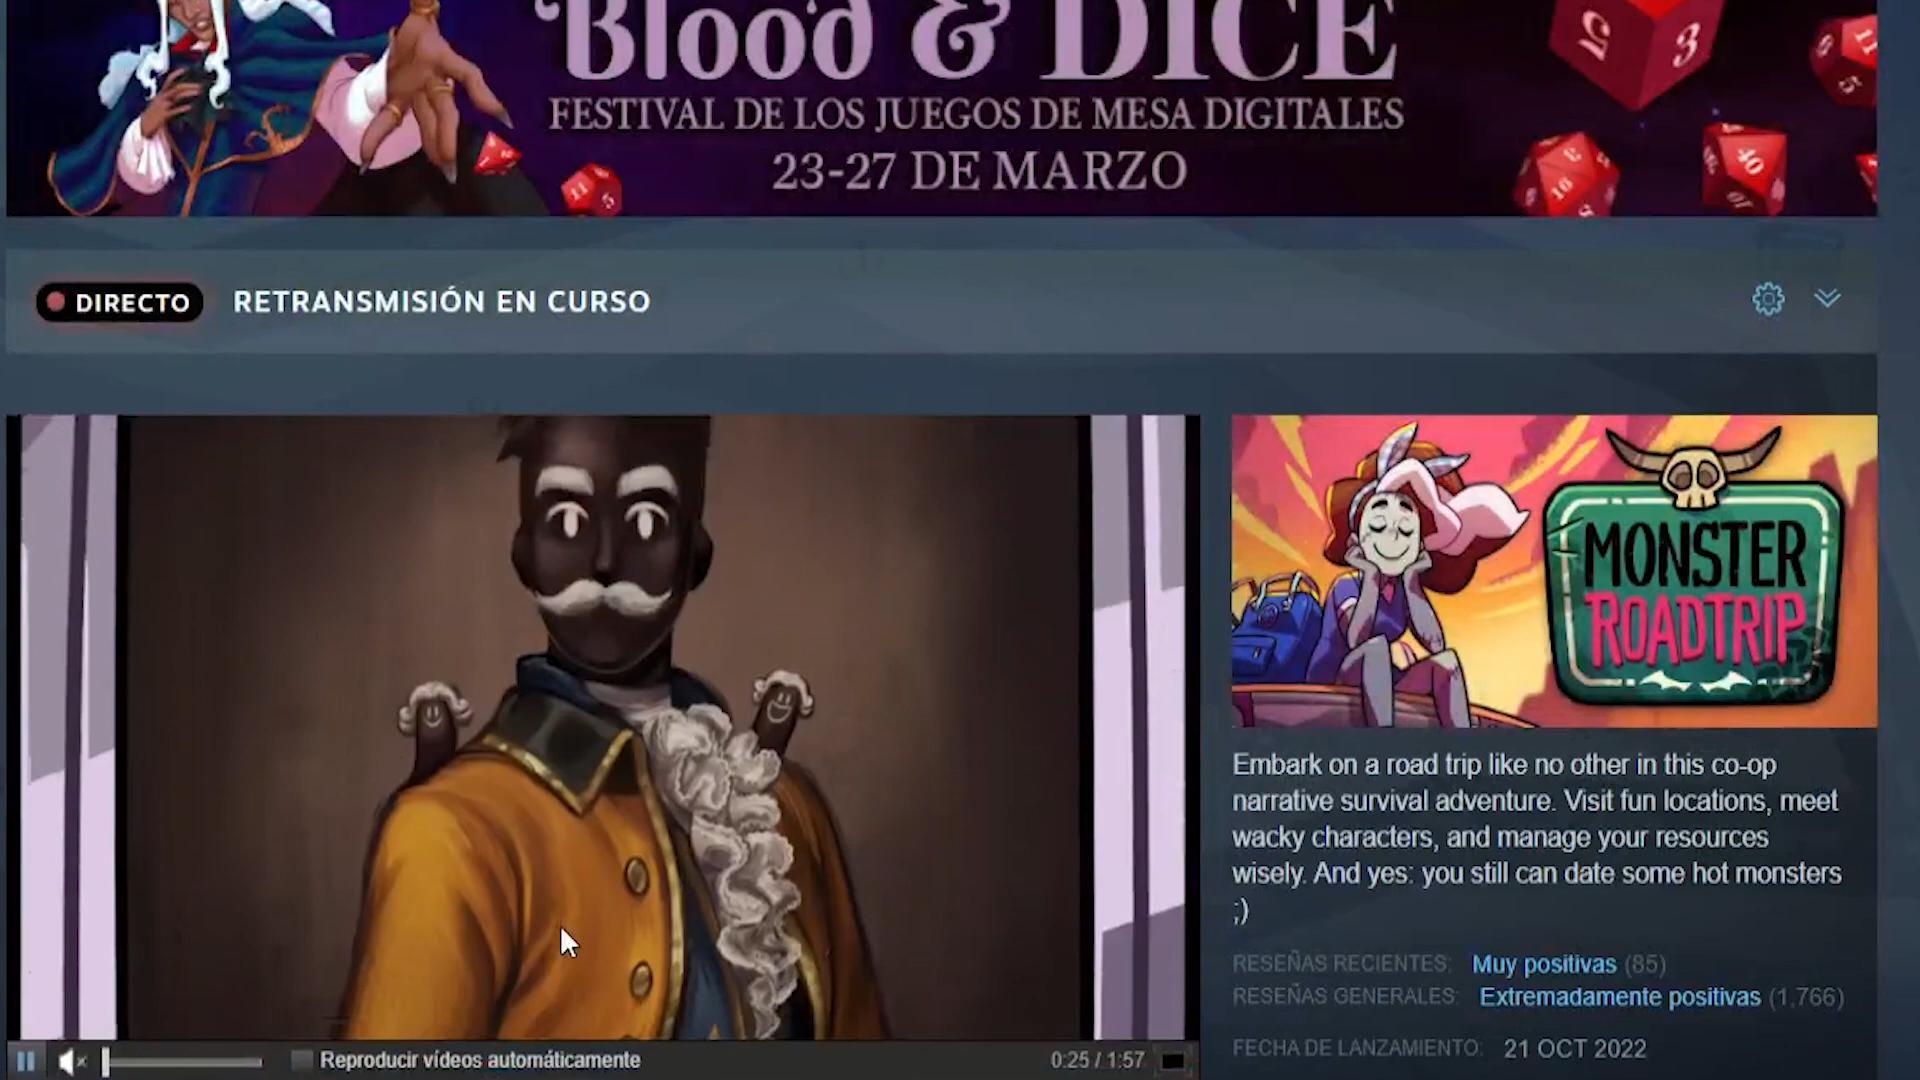 Blood & DICE
FESTIVAL DE LOS JUEGOS DE MESA DIGITALES
23-27 DE MARZO
DIRECTO
RETRANSMISIÓN EN CURSO
MONSTER
ROADTRIP
Embark on a road trip like no other in this co-op
narrative survival adventure. Visit fun locations, meet
wacky characters, and manage your resources
wisely. And yes: you still can date some hot monsters
;)
RESEÑAS RECIENTES: Muy positivas (85)
RESEÑAS GENERALES: Extremadamente positivas (1,766)
FECHA DE LANZAMIENTO: 21 OCT 2022
Reproducir vídeos automáticamente
0:25 / 1:57